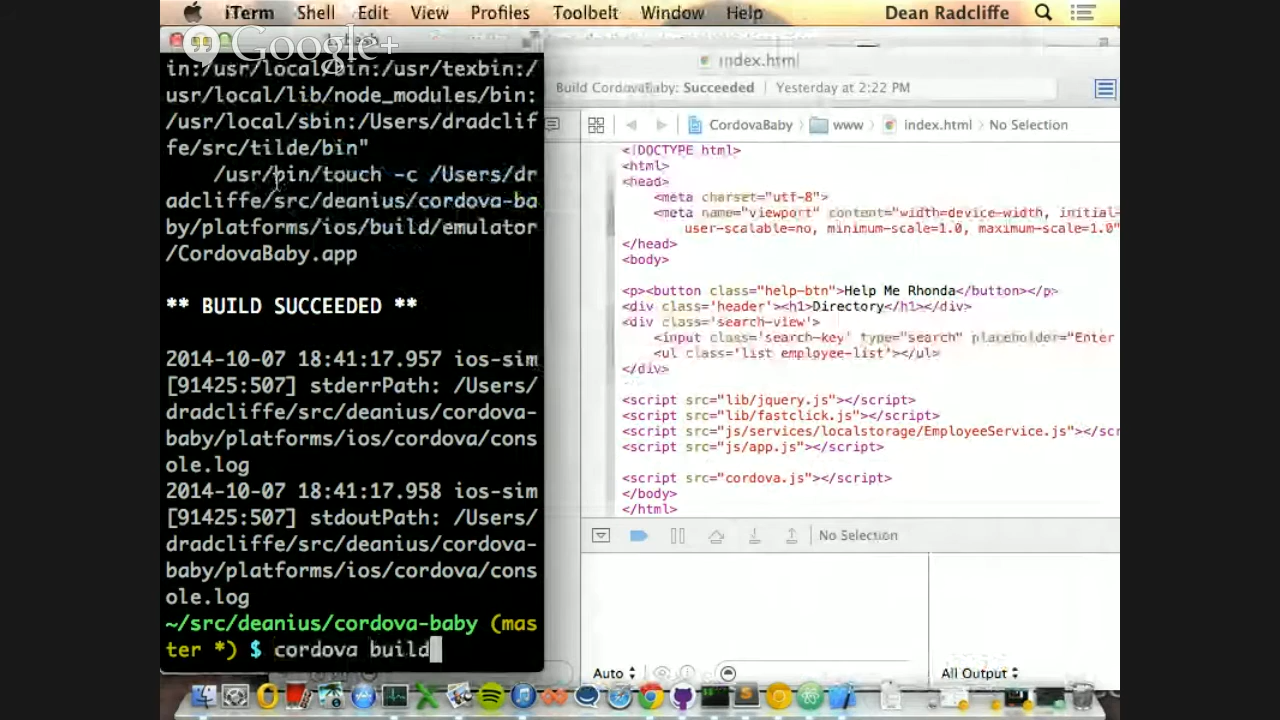 iTerm Shell Edit View Profiles Toolbelt Window Help Dean Radcliffe
Google+
in:/usr/local/bin:/usr/texbin:/
usr/local/lib/node_modules/bin:
/usr/local/sbin:/Users/dradclif
fe/src/tilde/bin"
/usr/bin/touch -c /Users/dr
adcliffe/src/deanius/cordova-ba
by/platforms/ios/build/emulator
/CordovaBaby.app
** BUILD SUCCEEDED **
2014-10-07 18:41:17.957 ios-sim
[91425:507] stderrPath: /Users/
dradcliffe/src/deanius/cordova-
baby/platforms/ios/cordova/cons
ole.log
2014-10-07 18:41:17.958 ios-sim
[91425:507] stdoutPath: /Users/
dradcliffe/src/deanius/cordova-
baby/platforms/ios/cordova/cons
ole.log
~/src/deanius/cordova-baby (mas
ter *) $ cordova build
index.html
Build CordovaBaby: Succeeded | Yesterday at 2:22 PM
CordovaBaby www index.html No Selection
<!DOCTYPE html>
<html>
<head>
<meta charset="utf-8">
<meta name="viewport" content="width=device-width, initial-
user-scalable=no, minimum-scale=1.0, maximum-scale=1.0"
</head>
<body>
<p><button class="help-btn">Help Me Rhonda</button></p>
<div class='header'><h1>Directory</h1></div>
<div class='search-view'>
<input class='search-key' type="search" placeholder="Enter
<ul class='list employee-list'></ul>
</div>
<script src="lib/jquery.js"></script>
<script src="lib/fastclick.js"></script>
<script src="js/services/localstorage/EmployeeService.js"></scr
<script src="js/app.js"></script>
<script src="cordova.js"></script>
</body>
</html>
No Selection
Auto
All Output